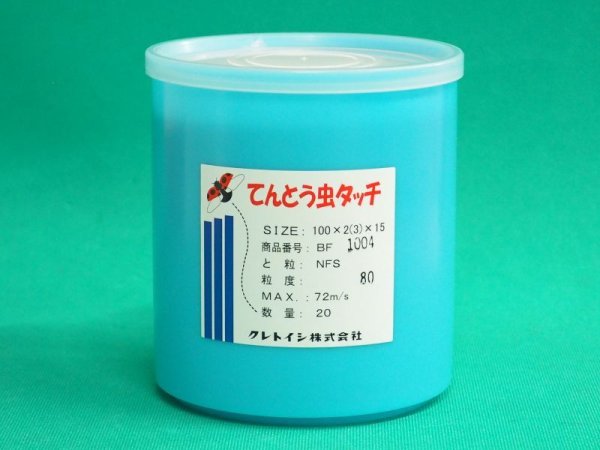 てんとう虫タッチ
SIZE: 100×2(3)×15
商品番号: BF 1004
と粒: NFS
粒度: 80
MAX.: 72m/s
数量: 20
クレトイシ株式会社